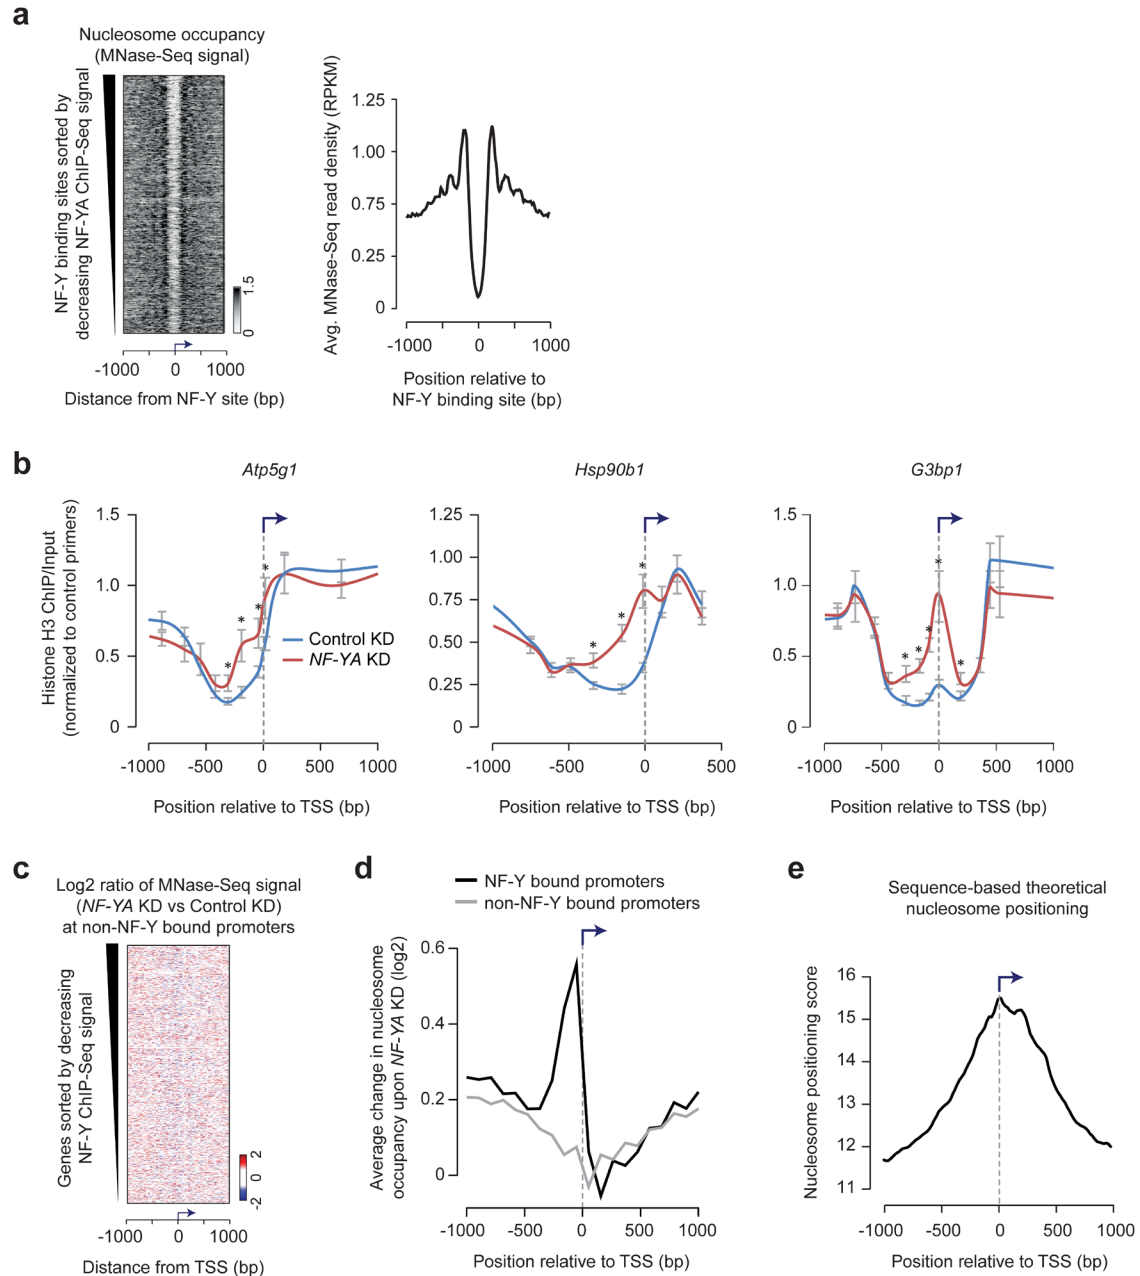 a
Nucleosome occupancy
(MNase-Seq signal)
NF-Y binding sites sorted by
decreasing NF-YA ChIP-Seq signal
1.5
0
-1000 0 1000
Distance from NF-Y site (bp)
Avg. MNase-Seq read density (RPKM)
1.25
1.00
0.75
0.25
0
-1000 0 1000
Position relative to
NF-Y binding site (bp)
b
Atp5g1
Histone H3 ChIP/Input
(normalized to control primers)
1.5
1.0
0.5
0
* * * *
Control KD
NF-YA KD
-1000 -500 0 500 1000
Position relative to TSS (bp)
Hsp90b1
1.25
1.00
0.75
0.50
0.25
0
* * *
-1000 -500 0 500
Position relative to TSS (bp)
G3bp1
1.5
1.0
0.5
0
* * * * *
-1000 -500 0 500 1000
Position relative to TSS (bp)
c
Log2 ratio of MNase-Seq signal
(NF-YA KD vs Control KD)
at non-NF-Y bound promoters
Genes sorted by decreasing
NF-Y ChIP-Seq signal
2
0
-2
-1000 0 1000
Distance from TSS (bp)
d
NF-Y bound promoters
non-NF-Y bound promoters
Average change in nucleosome
occupancy upon NF-YA KD (log2)
0.6
0.4
0.2
0
-1000 -500 0 500 1000
Position relative to TSS (bp)
e
Sequence-based theoretical
nucleosome positioning
Nucleosome positioning score
16
15
14
13
12
11
-1000 -500 0 500 1000
Position relative to TSS (bp)